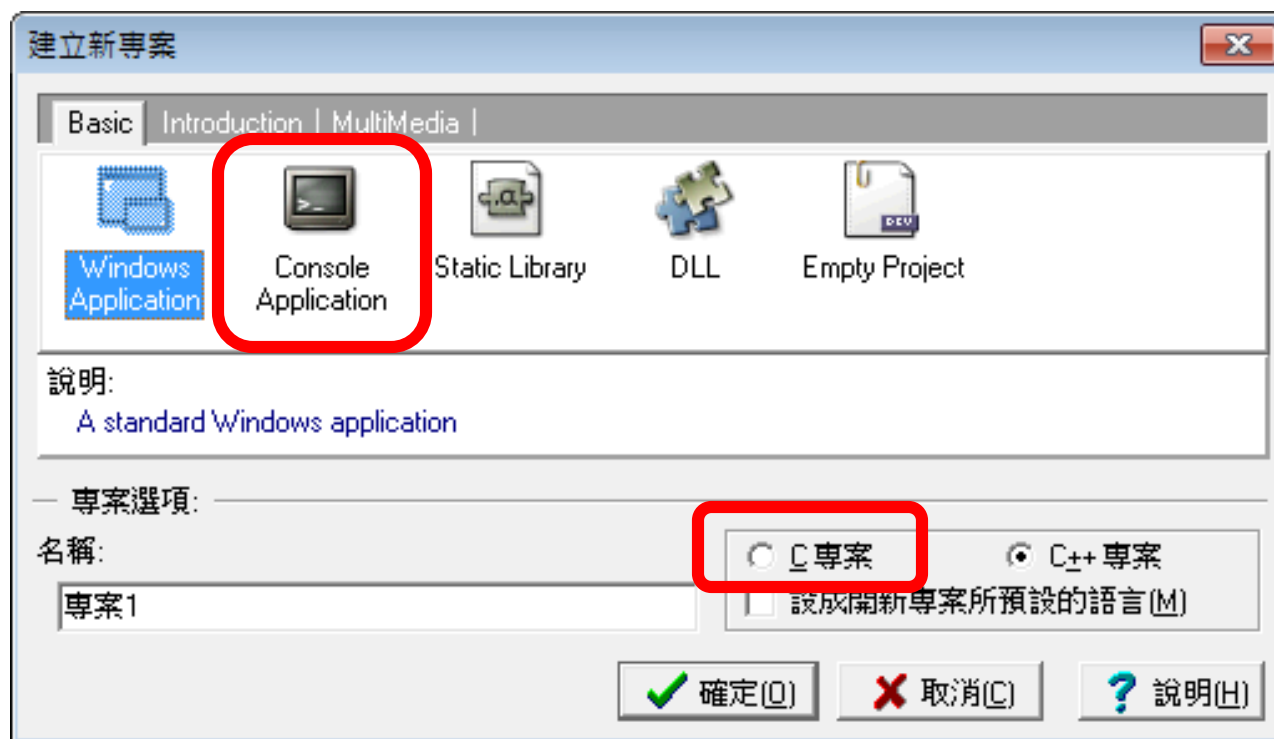 建立新專案
Basic Introduction | MultiMedia |
Windows Application
Console Application
Static Library
DLL
Empty Project
說明:
A standard Windows application
專案選項:
名稱:
C 專案
C++ 專案
專案1
設成開新專案所預設的語言(M)
確定(O)
取消(C)
說明(H)